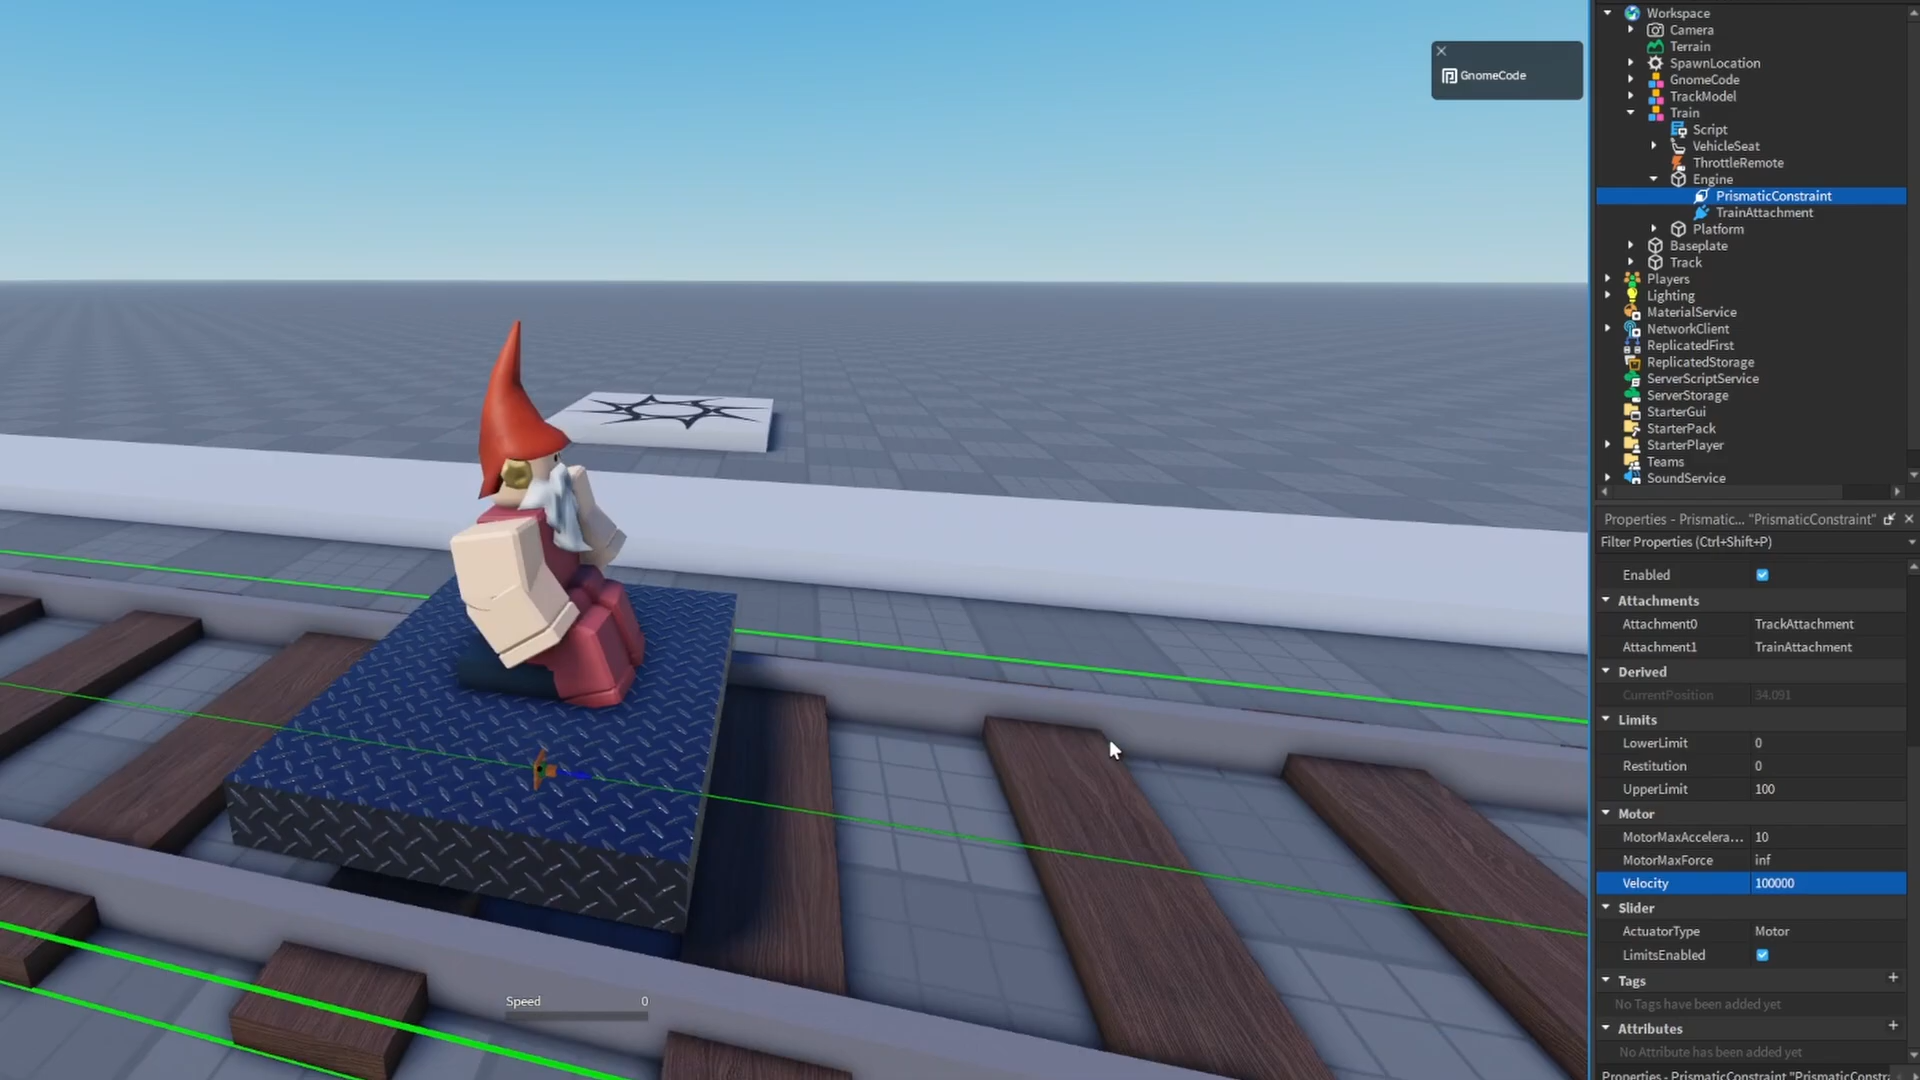 GnomeCode
Speed 0
Workspace
Camera
Terrain
SpawnLocation
GnomeCode
TrackModel
Train
Script
VehicleSeat
ThrottleRemote
Engine
PrismaticConstraint
TrainAttachment
Platform
Baseplate
Track
Players
Lighting
MaterialService
NetworkClient
ReplicatedFirst
ReplicatedStorage
ServerScriptService
ServerStorage
StarterGui
StarterPack
StarterPlayer
Teams
SoundService
Properties - Prismatic... "PrismaticConstraint"
Filter Properties (Ctrl+Shift+P)
Enabled
Attachments
Attachment0 TrackAttachment
Attachment1 TrainAttachment
Derived
CurrentPosition 34.091
Limits
LowerLimit 0
Restitution 0
UpperLimit 100
Motor
MotorMaxAccelera... 10
MotorMaxForce inf
Velocity 100000
Slider
ActuatorType Motor
LimitsEnabled
Tags
No Tags have been added yet
Attributes
No Attribute has been added yet
Properties - PrismaticConstraint "PrismaticConstr